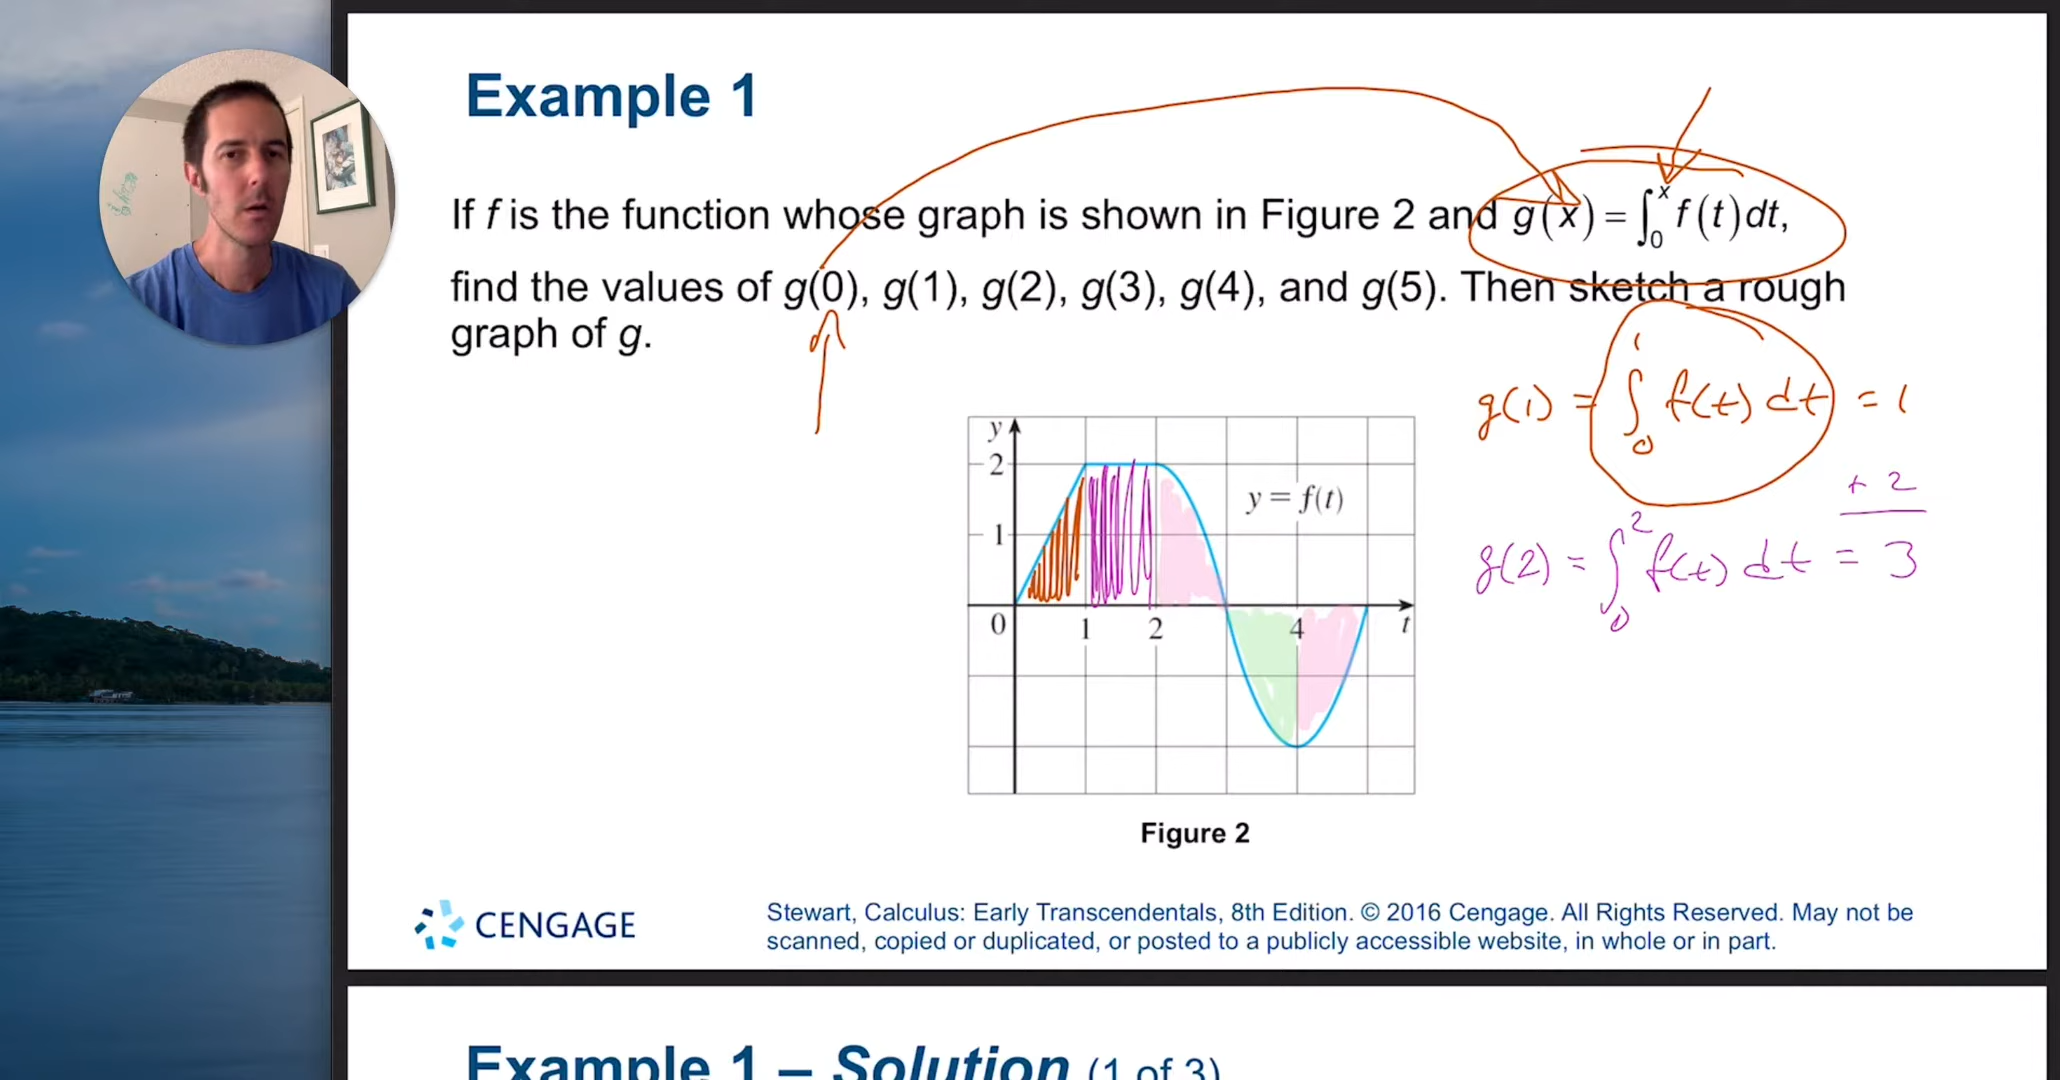 Example 1
If f is the function whose graph is shown in Figure 2 and g(x) = ∫₀ˣ f(t)dt,
find the values of g(0), g(1), g(2), g(3), g(4), and g(5). Then sketch a rough
graph of g.
g(1) = ∫₀¹ f(t) dt = 1
+ 2
g(2) = ∫₀² f(t) dt = 3
y
2
y = f(t)
1
0 1 2 4 t
Figure 2
CENGAGE
Stewart, Calculus: Early Transcendentals, 8th Edition. © 2016 Cengage. All Rights Reserved. May not be
scanned, copied or duplicated, or posted to a publicly accessible website, in whole or in part.
Example 1 – Solution (1 of 3)